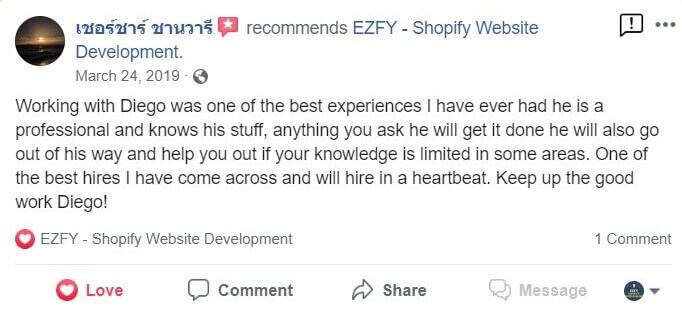 เชอร์ชาร์ ชานวารี recommends EZFY - Shopify Website
Development.
March 24, 2019 ·
Working with Diego was one of the best experiences I have ever had he is a
professional and knows his stuff, anything you ask he will get it done he will also go
out of his way and help you out if your knowledge is limited in some areas. One of
the best hires I have come across and will hire in a heartbeat. Keep up the good
work Diego!
EZFY - Shopify Website Development 1 Comment
Love Comment Share Message